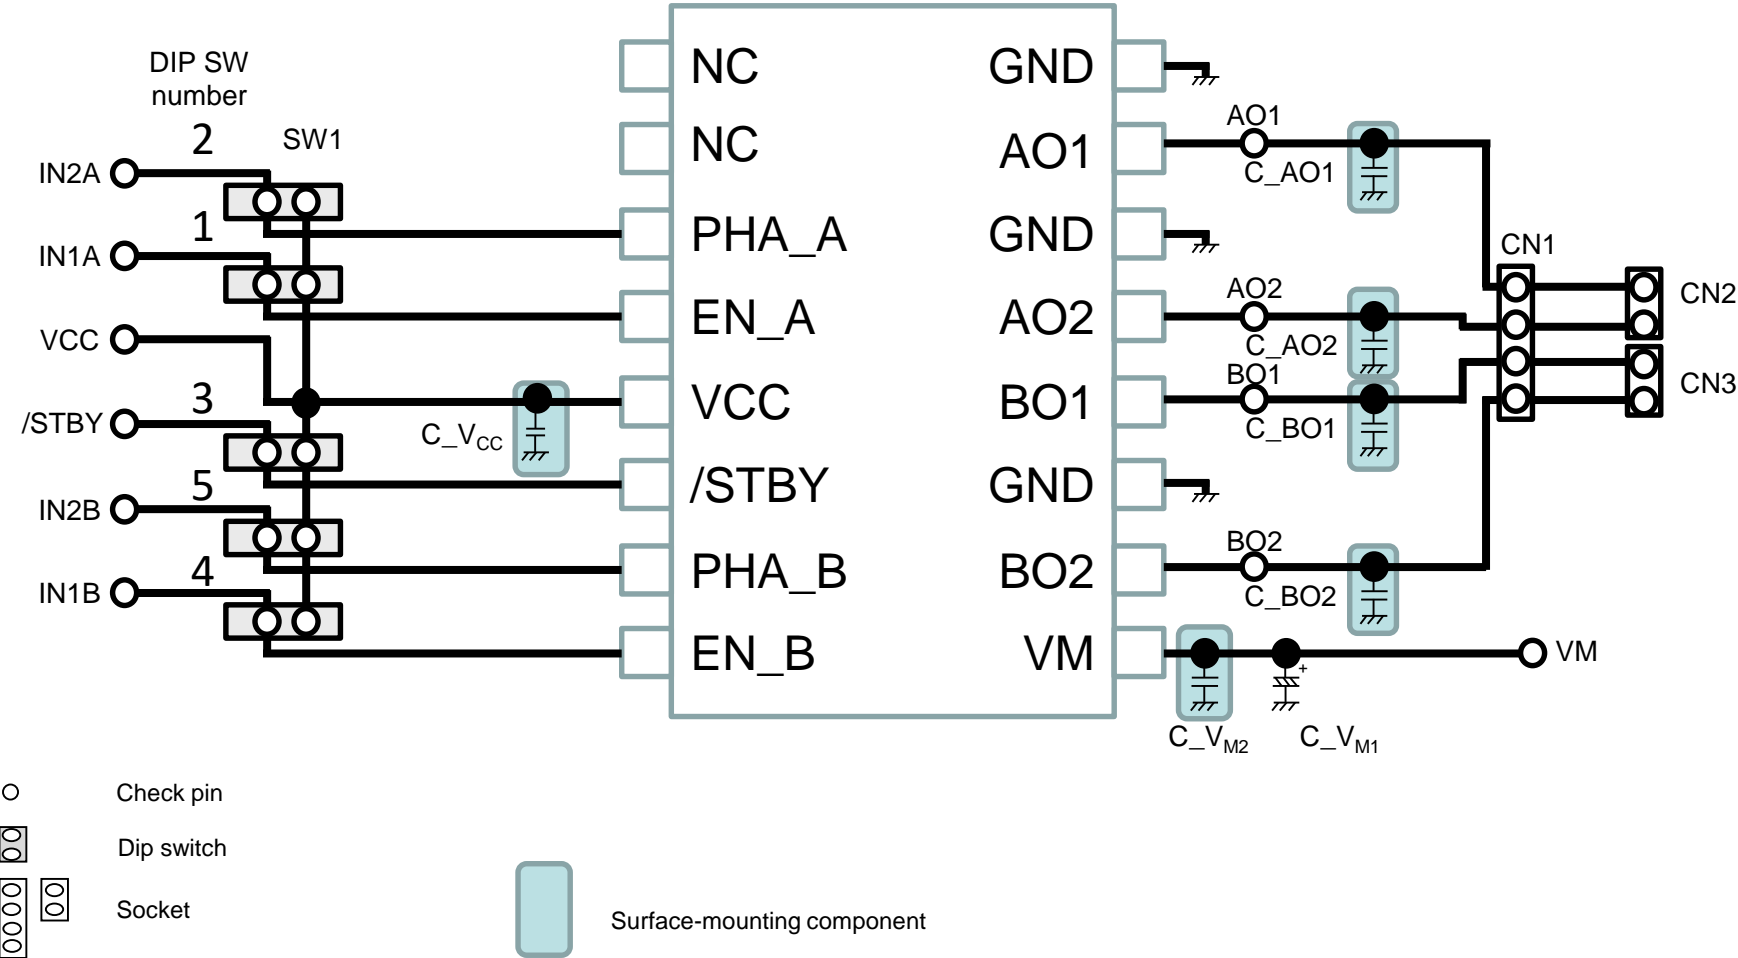 DIP SW
number
SW1
2
IN2A
1
IN1A
VCC
3
/STBY
5
IN2B
4
IN1B
C_VCC
NC
NC
PHA_A
EN_A
VCC
/STBY
PHA_B
EN_B
GND
AO1
GND
AO2
BO1
GND
BO2
VM
AO1
C_AO1
AO2
C_AO2
BO1
C_BO1
BO2
C_BO2
CN1
CN2
CN3
VM
+
C_VM2
C_VM1
Check pin
Dip switch
Socket
Surface-mounting component